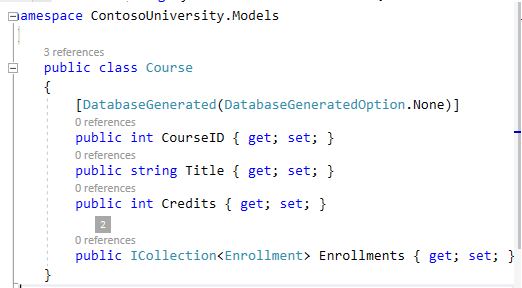 namespace ContosoUniversity.Models
{
3 references
public class Course
{
[DatabaseGenerated(DatabaseGeneratedOption.None)]
0 references
public int CourseID { get; set; }
0 references
public string Title { get; set; }
0 references
public int Credits { get; set; }
2
0 references
public ICollection<Enrollment> Enrollments { get; set; }
}